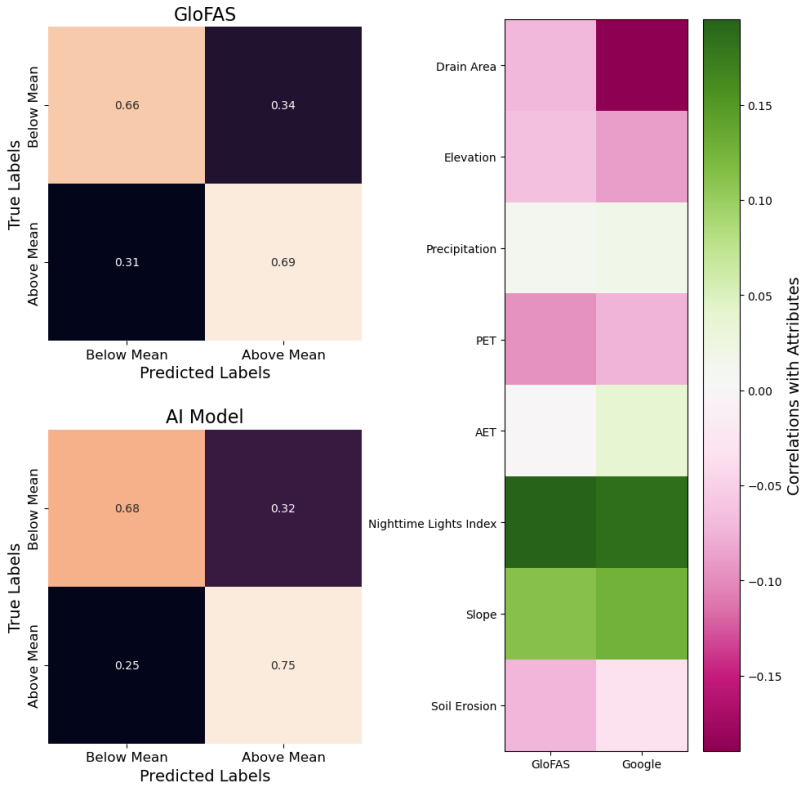 GloFAS
True Labels
Below Mean
0.66
0.34
Above Mean
0.31
0.69
Below Mean
Above Mean
Predicted Labels
AI Model
True Labels
Below Mean
0.68
0.32
Above Mean
0.25
0.75
Below Mean
Above Mean
Predicted Labels
Drain Area
Elevation
Precipitation
PET
AET
Nighttime Lights Index
Slope
Soil Erosion
GloFAS
Google
0.15
0.10
0.05
0.00
−0.05
−0.10
−0.15
Correlations with Attributes